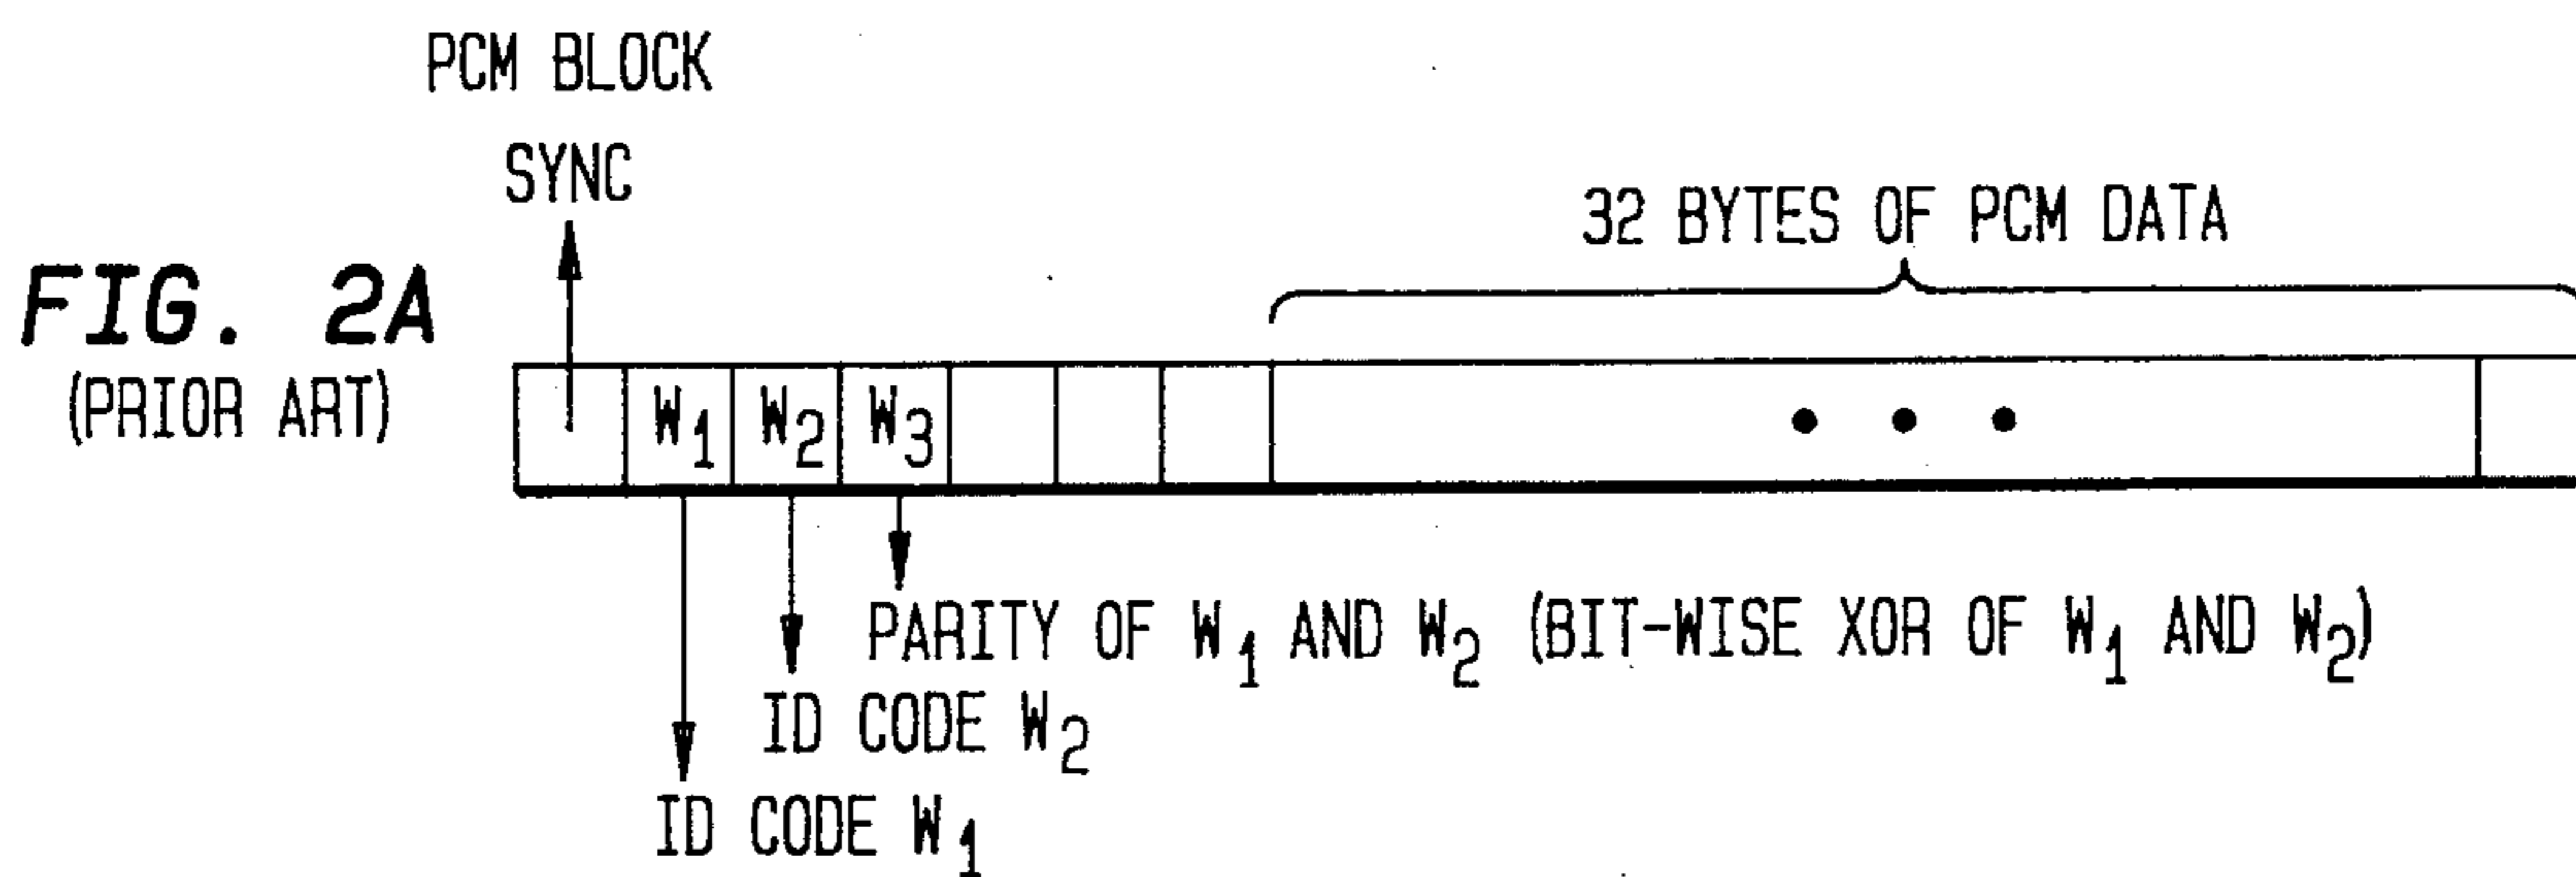 PCM BLOCK
SYNC
32 BYTES OF PCM DATA
FIG. 2A
(PRIOR ART)
W1 W2 W3
PARITY OF W1 AND W2 (BIT-WISE XOR OF W1 AND W2)
ID CODE W2
ID CODE W1